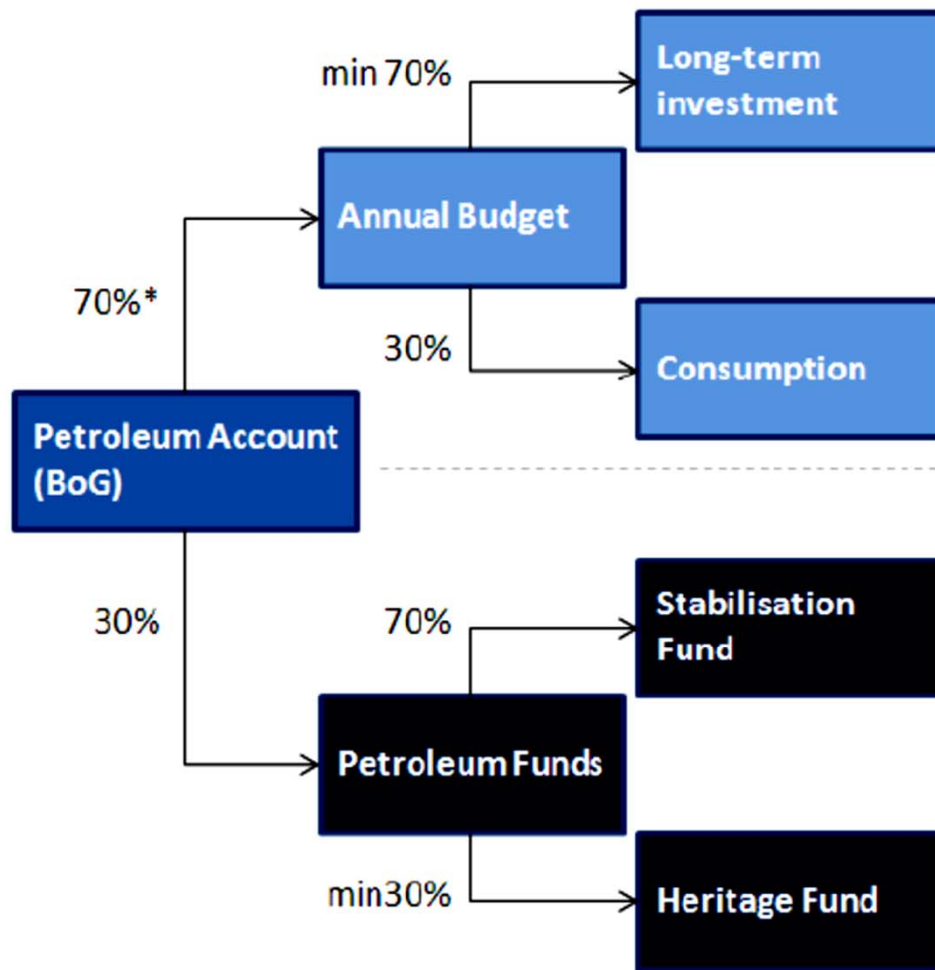 min 70%
Long-term
investment
Annual Budget
70%*
30%
Consumption
Petroleum Account
(BoG)
30%
70%
Stabilisation
Fund
Petroleum Funds
min30%
Heritage Fund